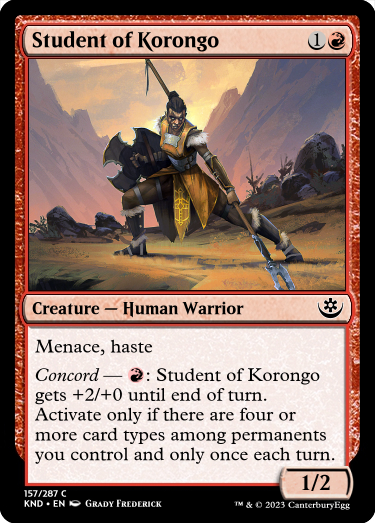 Student of Korongo 1
Creature — Human Warrior
Menace, haste
Concord — : Student of Korongo
gets +2/+0 until end of turn.
Activate only if there are four or
more card types among permanents
you control and only once each turn.
1/2
157/287 C
KND • EN Grady Frederick ™ & © 2023 CanterburyEgg